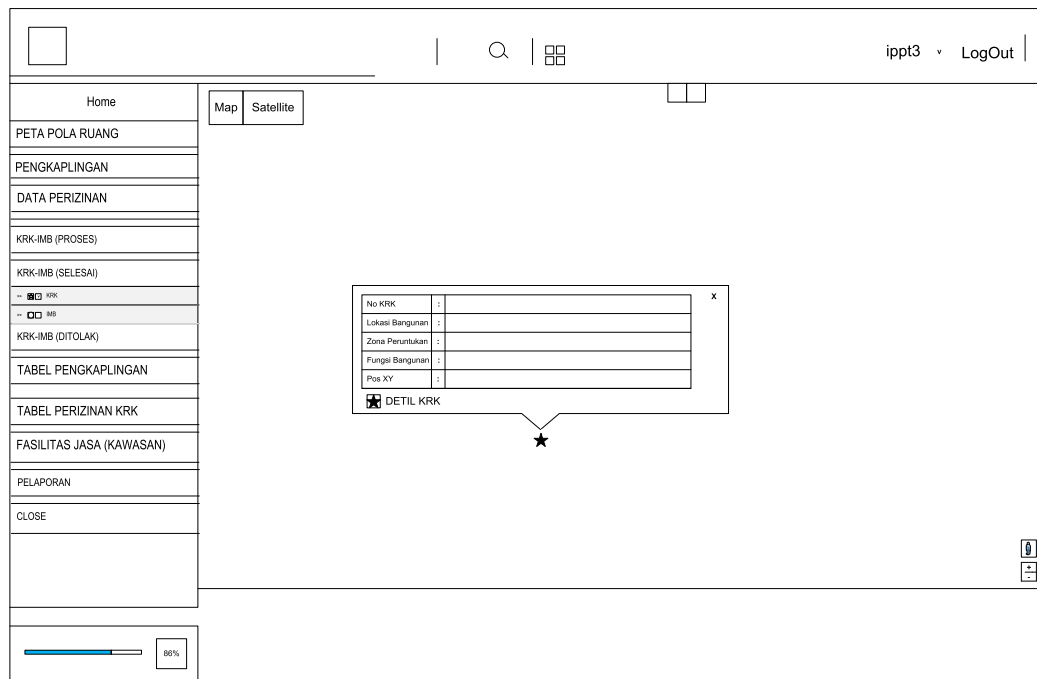 ippt3 v LogOut
Home
Map Satellite
PETA POLA RUANG
PENGKAPLINGAN
DATA PERIZINAN
KRK-IMB (PROSES)
KRK-IMB (SELESAI)
-- KRK
-- IMB
KRK-IMB (DITOLAK)
TABEL PENGKAPLINGAN
TABEL PERIZINAN KRK
FASILITAS JASA (KAWASAN)
PELAPORAN
CLOSE
X
No KRK :
Lokasi Bangunan :
Zona Peruntukan :
Fungsi Bangunan :
Pos XY :
DETIL KRK
+
-
86%